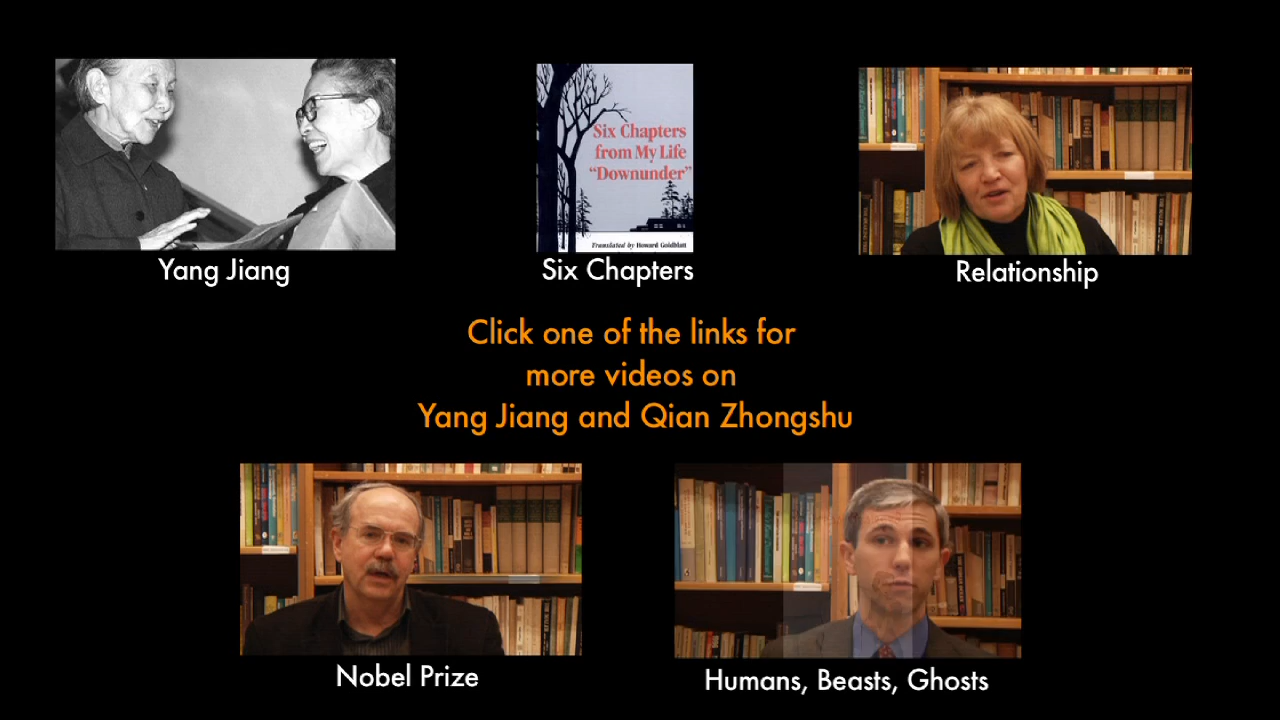 Six Chapters
from My Life
“Downunder”
Translated by Howard Goldblatt
Yang Jiang
Six Chapters
Relationship
Click one of the links for
more videos on
Yang Jiang and Qian Zhongshu
Nobel Prize
Humans, Beasts, Ghosts